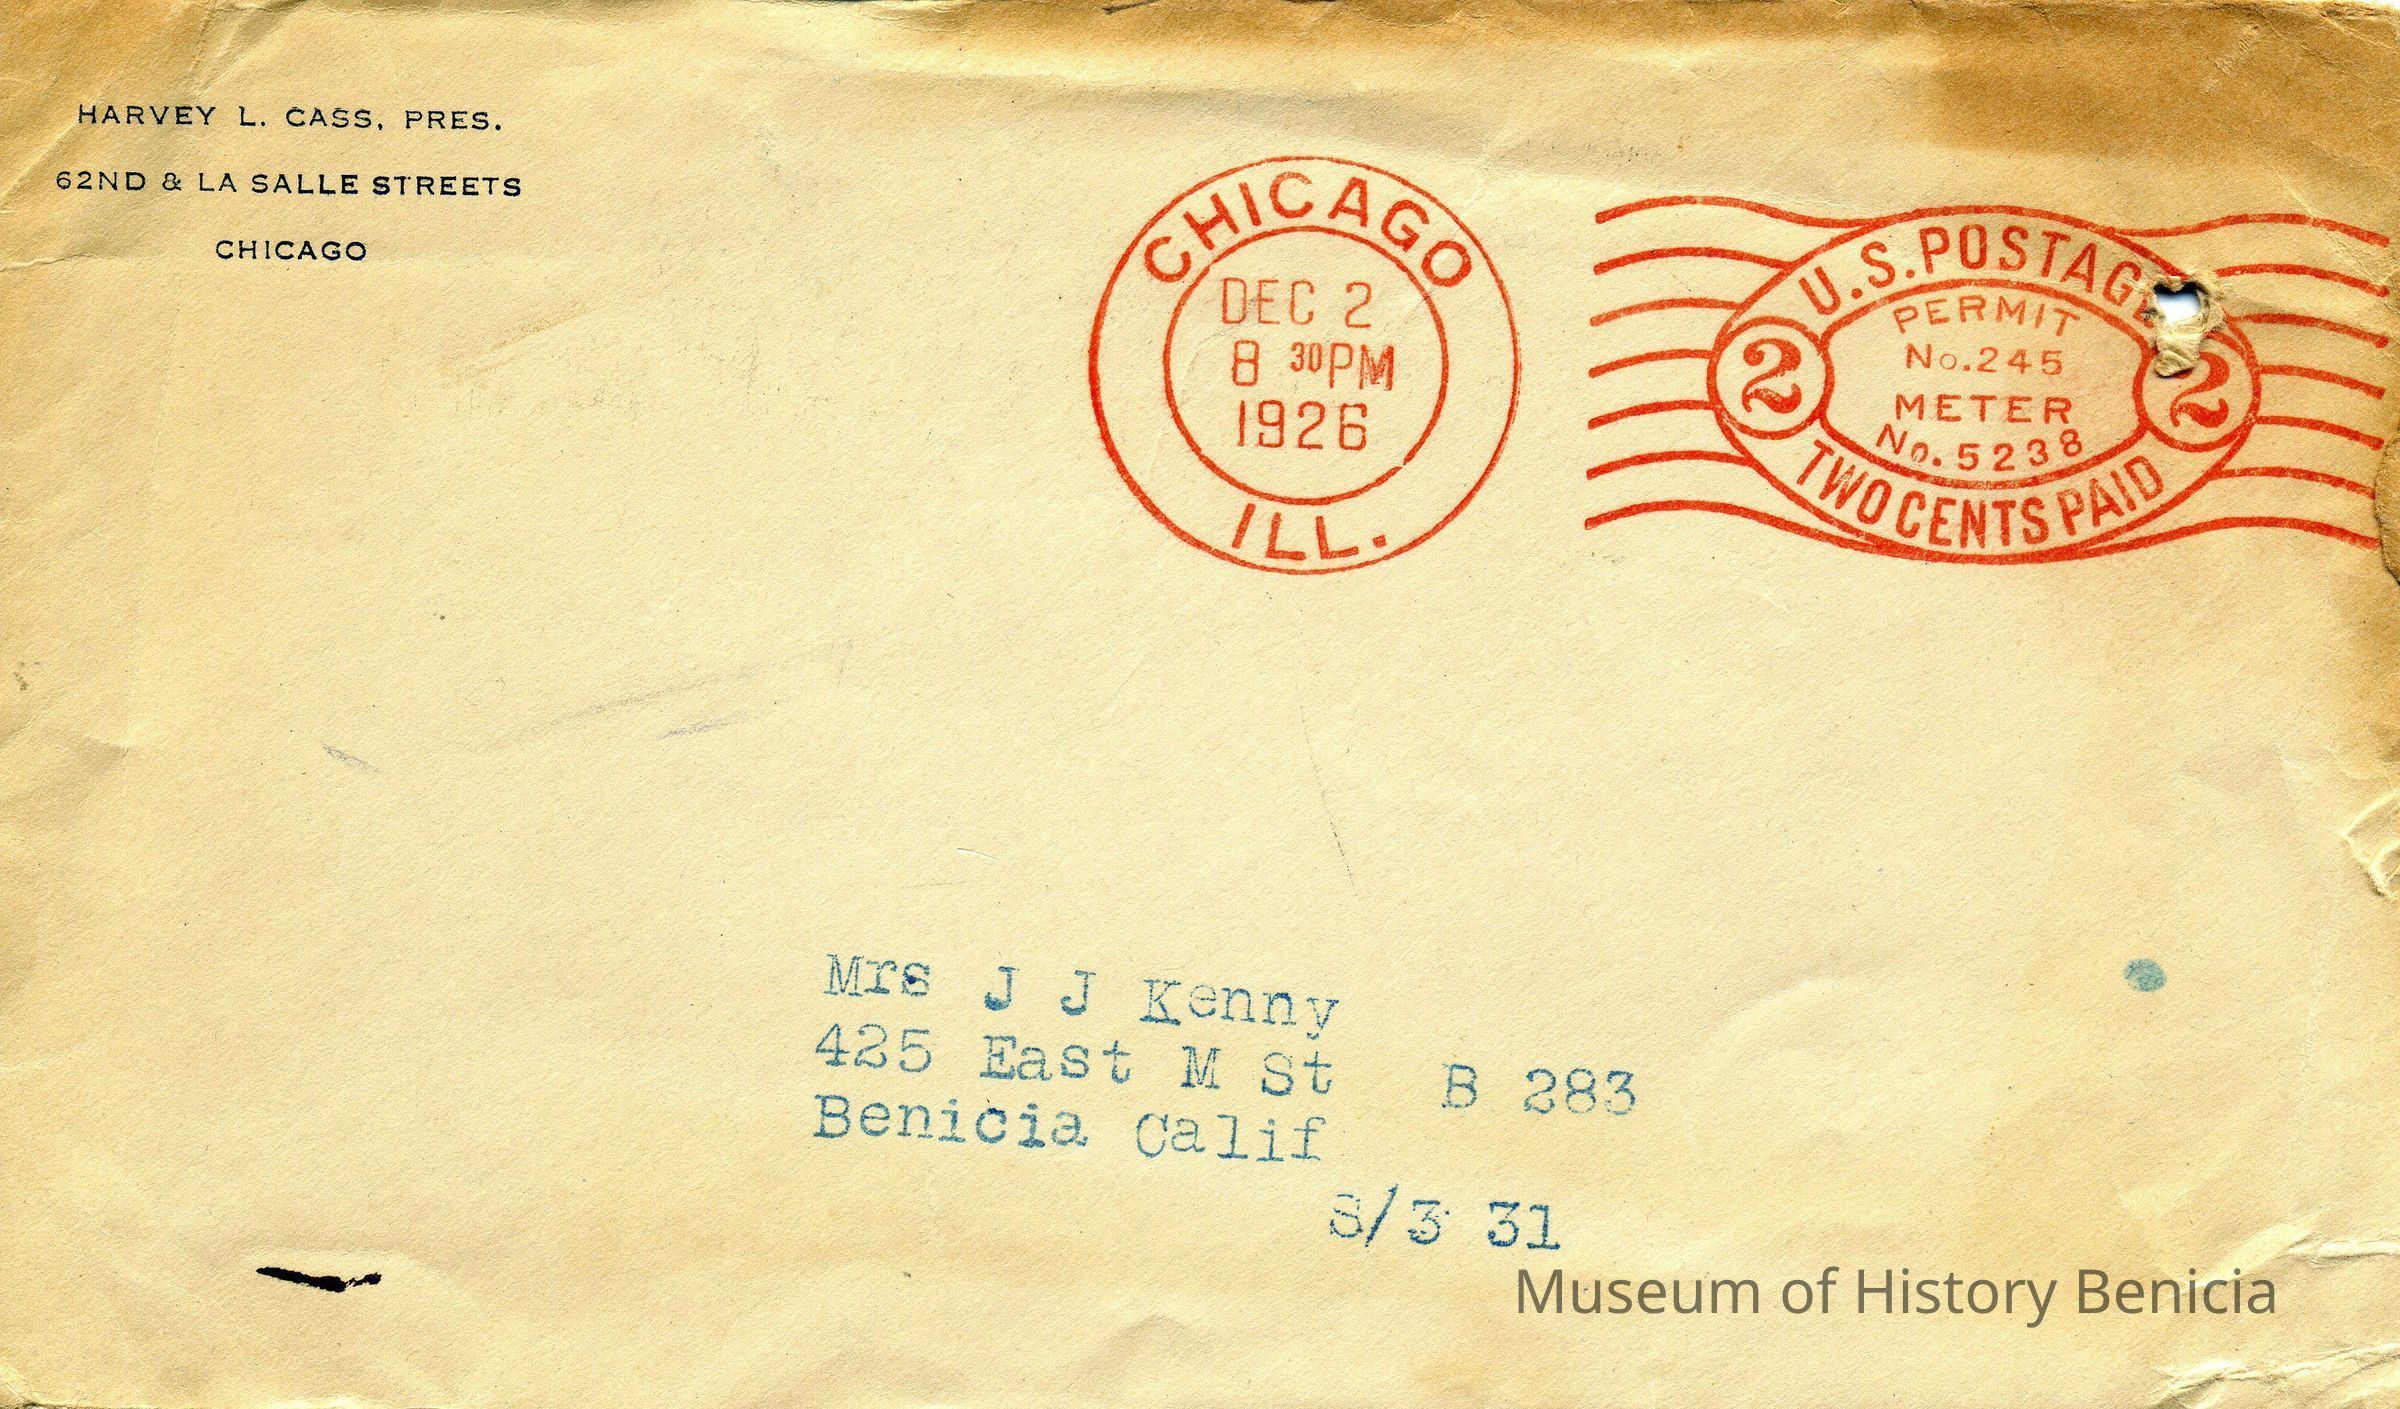 HARVEY L. CASS, PRES.
62ND & LA SALLE STREETS
CHICAGO
CHICAGO
DEC 2
8 30 PM
1926
ILL.
U.S. POSTAGE
PERMIT
No. 245
2 2
METER
No. 5238
TWO CENTS PAID
Mrs J J Kenny
425 East M St B 283
Benicia Calif
S/3 31
Museum of History Benicia